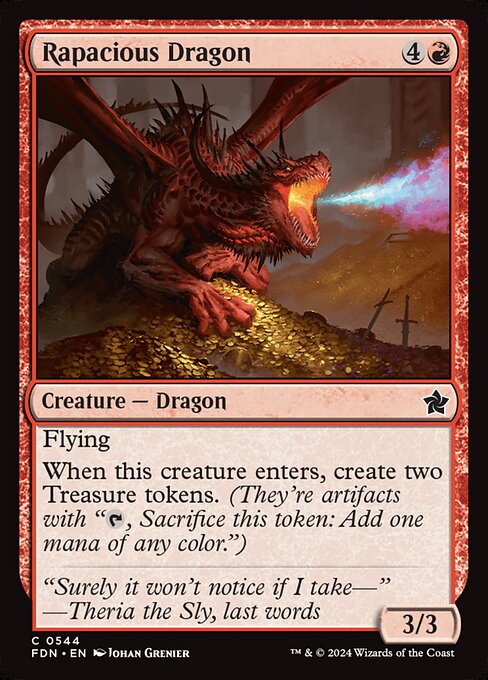 Rapacious Dragon 4
Creature — Dragon
Flying
When this creature enters, create two
Treasure tokens. (They're artifacts
with “, Sacrifice this token: Add one
mana of any color.”)
“Surely it won't notice if I take—”
—Theria the Sly, last words
3/3
C 0544
FDN • EN Johan Grenier
™ & © 2024 Wizards of the Coast